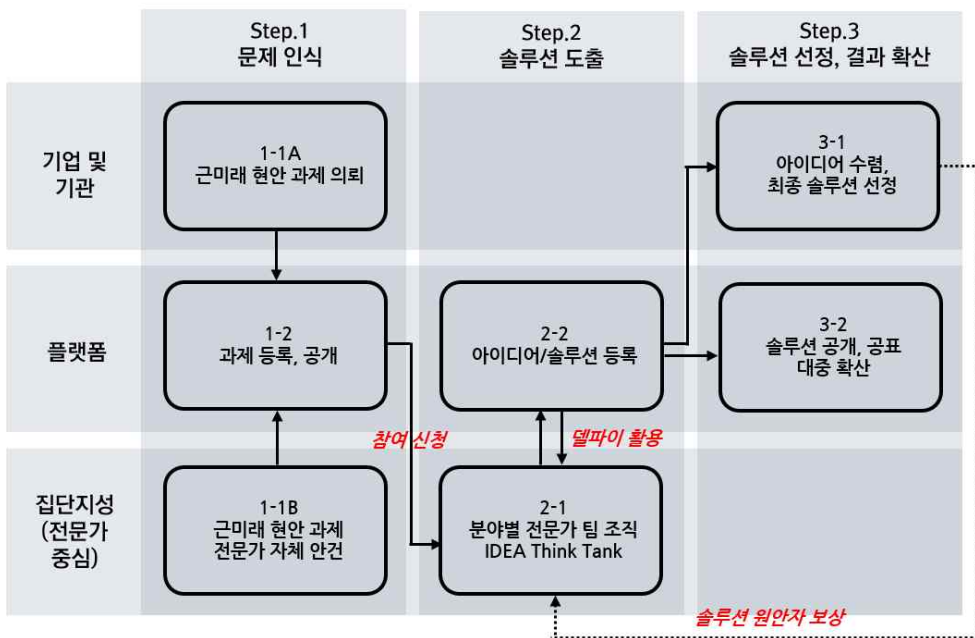 Step.1
문제 인식
Step.2
솔루션 도출
Step.3
솔루션 선정, 결과 확산
기업 및
기관
1-1A
근미래 현안 과제 의뢰
3-1
아이디어 수렴,
최종 솔루션 선정
플랫폼
1-2
과제 등록, 공개
2-2
아이디어/솔루션 등록
3-2
솔루션 공개, 공표
대중 확산
참여 신청
델파이 활용
집단지성
(전문가
중심)
1-1B
근미래 현안 과제
전문가 자체 안건
2-1
분야별 전문가 팀 조직
IDEA Think Tank
솔루션 원안자 보상